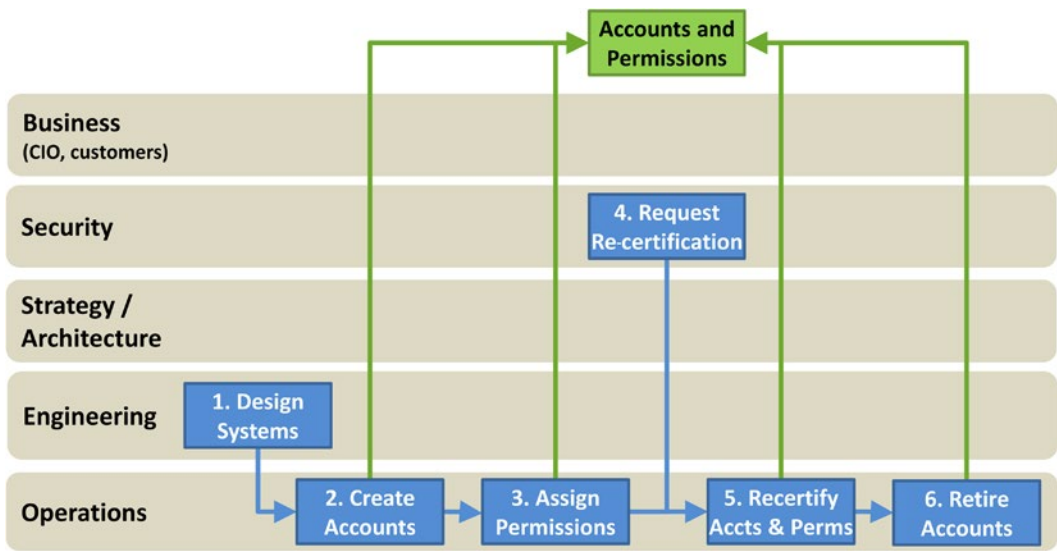 Accounts and
Permissions
Business
(CIO, customers)
Security
4. Request
Re-certification
Strategy /
Architecture
Engineering
1. Design
Systems
Operations
2. Create
Accounts
3. Assign
Permissions
5. Recertify
Accts & Perms
6. Retire
Accounts